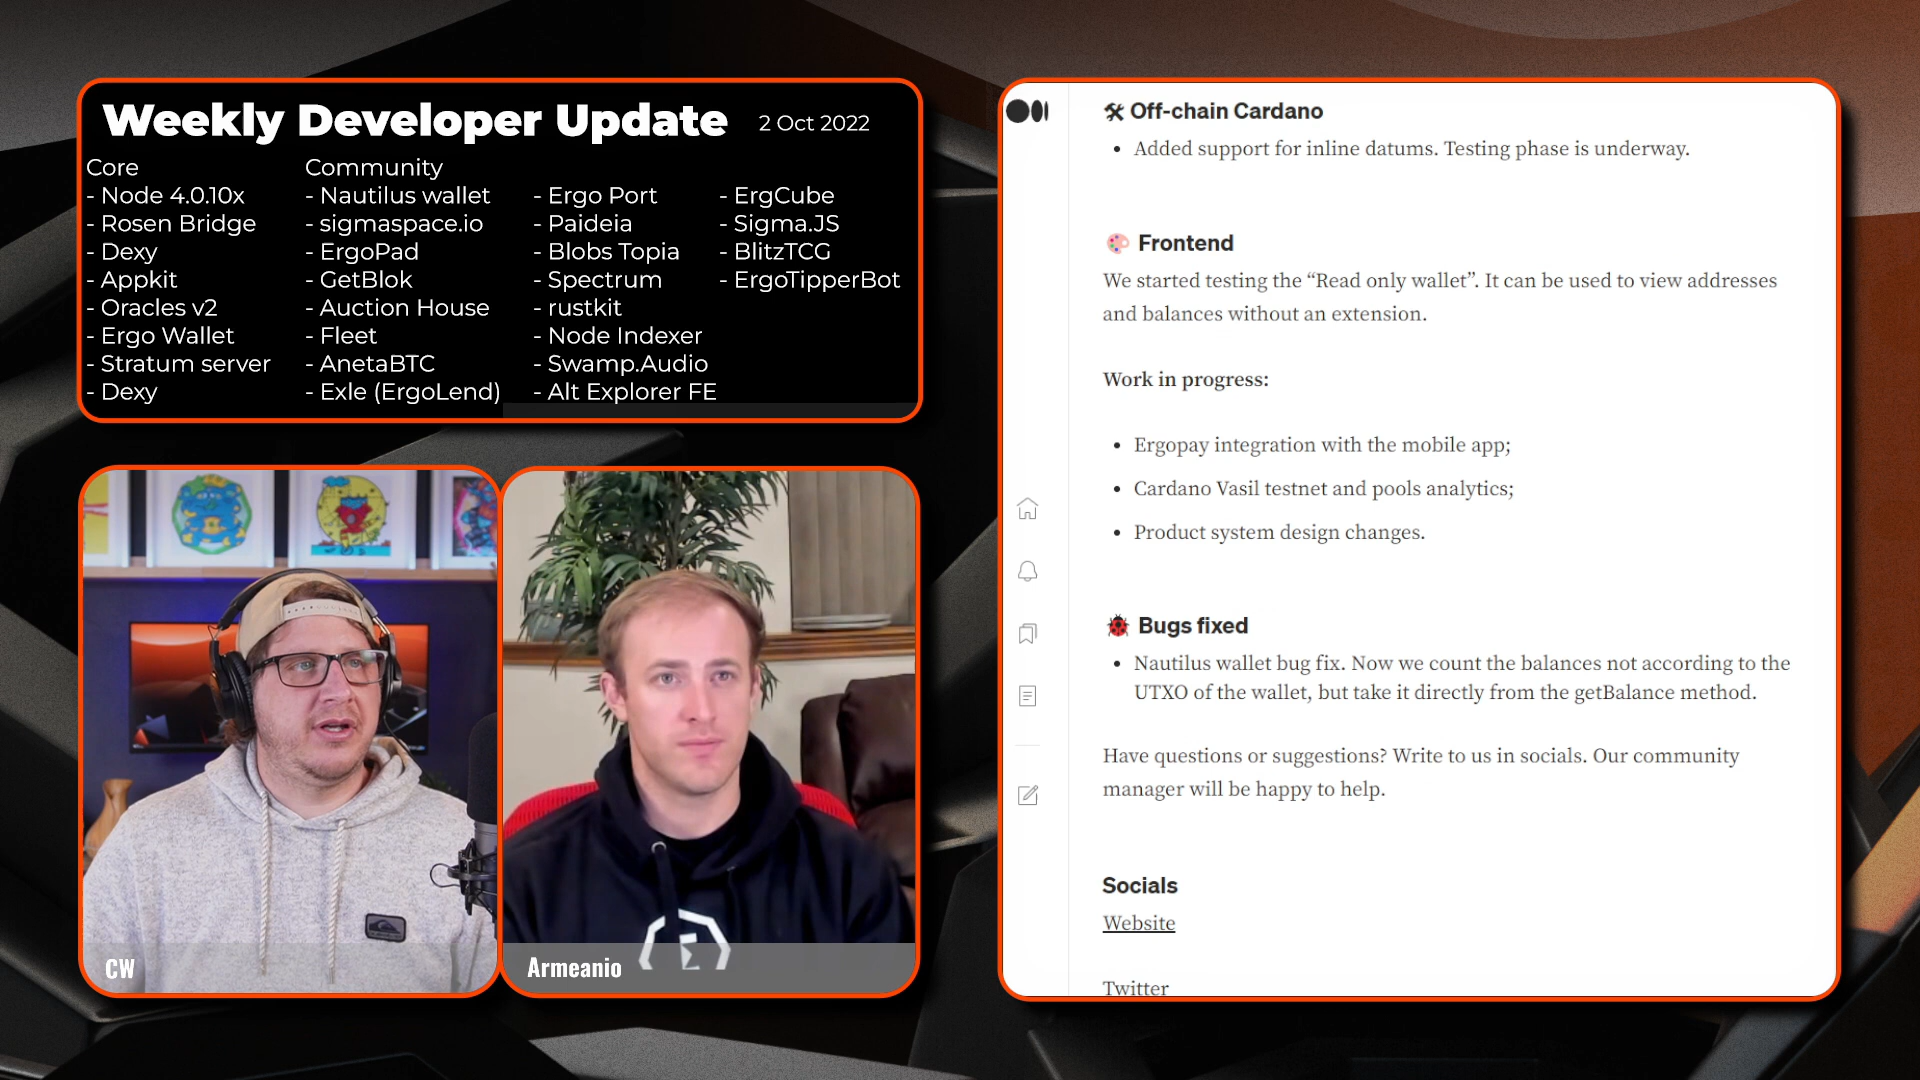 Weekly Developer Update 2 Oct 2022
Core
- Node 4.0.10x
- Rosen Bridge
- Dexy
- Appkit
- Oracles v2
- Ergo Wallet
- Stratum server
- Dexy
Community
- Nautilus wallet
- sigmaspace.io
- ErgoPad
- GetBlok
- Auction House
- Fleet
- AnetaBTC
- Exle (ErgoLend)
- Ergo Port
- Paideia
- Blobs Topia
- Spectrum
- rustkit
- Node Indexer
- Swamp.Audio
- Alt Explorer FE
- ErgCube
- Sigma.JS
- BlitzTCG
- ErgoTipperBot
CW
Armeanio
🛠 Off-chain Cardano
• Added support for inline datums. Testing phase is underway.
🎨 Frontend
We started testing the “Read only wallet”. It can be used to view addresses
and balances without an extension.
Work in progress:
• Ergopay integration with the mobile app;
• Cardano Vasil testnet and pools analytics;
• Product system design changes.
🐞 Bugs fixed
• Nautilus wallet bug fix. Now we count the balances not according to the
UTXO of the wallet, but take it directly from the getBalance method.
Have questions or suggestions? Write to us in socials. Our community
manager will be happy to help.
Socials
Website
Twitter